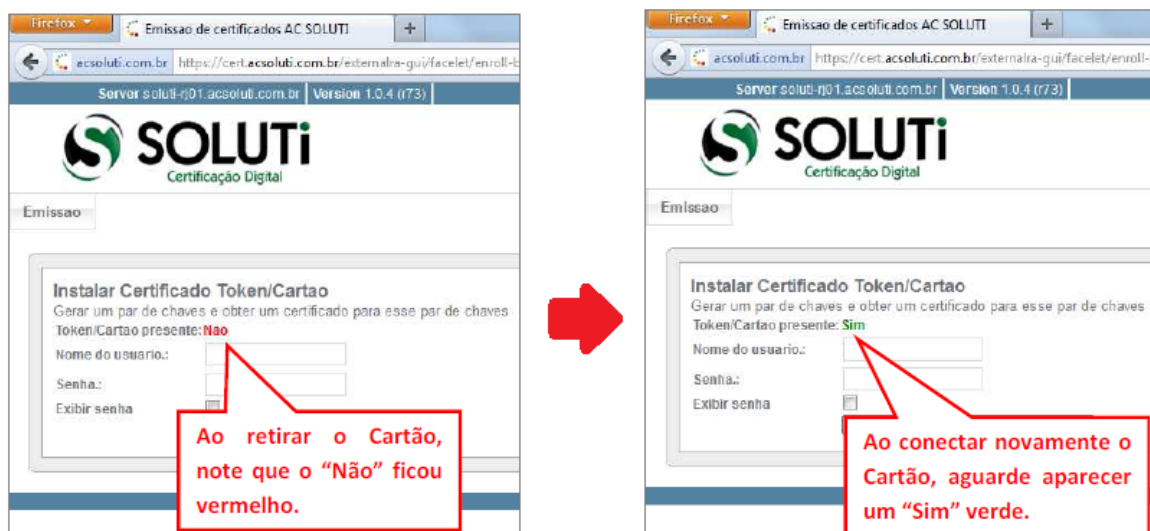 Firefox
Emissao de certificados AC SOLUTI
+
acsoluti.com.br https://cert.acsoluti.com.br/externalra-gui/facelet/enroll-
Server soluti-rj01.acsoluti.com.br Version 1.0.4 (r73)
SOLUTi
Certificação Digital
Emissao
Instalar Certificado Token/Cartao
Gerar um par de chaves e obter um certificado para esse par de chaves
Token/Cartao presente: Nao
Nome do usuario.:
Senha.:
Exibir senha
Ao retirar o Cartão,
note que o “Não” ficou
vermelho.
Firefox
Emissao de certificados AC SOLUTI
+
acsoluti.com.br https://cert.acsoluti.com.br/externalra-gui/facelet/enroll-
Server soluti-rj01.acsoluti.com.br Version 1.0.4 (r73)
SOLUTi
Certificação Digital
Emissao
Instalar Certificado Token/Cartao
Gerar um par de chaves e obter um certificado para esse par de chaves
Token/Cartao presente: Sim
Nome do usuario.:
Senha.:
Exibir senha
Ao conectar novamente o
Cartão, aguarde aparecer
um “Sim” verde.